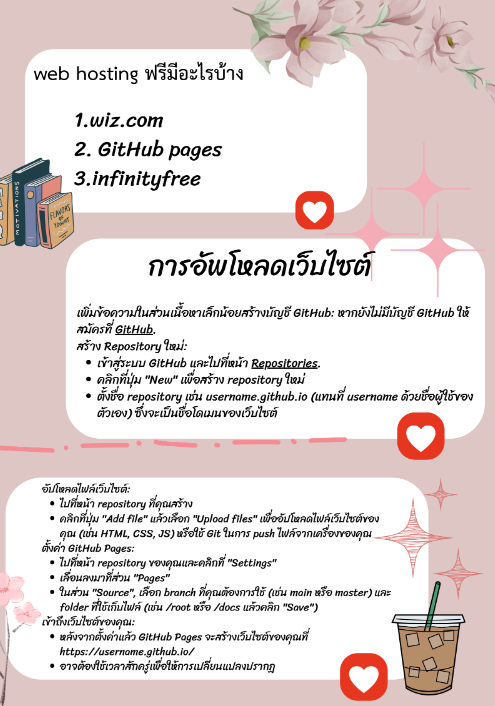 web hosting ฟรีมีอะไรบ้าง
1.wiz.com
2. GitHub pages
3.infinityfree
MOTIVATIONS
การอัพโหลดเว็บไซต์
เพิ่มข้อความในส่วนเนื้อหาเล็กน้อยสร้างบัญชี GitHub: หากยังไม่มีบัญชี GitHub ให้
สมัครที่ GitHub.
สร้าง Repository ใหม่:
• เข้าสู่ระบบ GitHub และไปที่หน้า Repositories.
• คลิกที่ปุ่ม "New" เพื่อสร้าง repository ใหม่
• ตั้งชื่อ repository เช่น username.github.io (แทนที่ username ด้วยชื่อผู้ใช้ของ
ตัวเอง) ซึ่งจะเป็นชื่อโดเมนของเว็บไซต์
อัปโหลดไฟล์เว็บไซต์:
• ไปที่หน้า repository ที่คุณสร้าง
• คลิกที่ปุ่ม "Add file" แล้วเลือก "Upload files" เพื่ออัปโหลดไฟล์เว็บไซต์ของ
คุณ (เช่น HTML, CSS, JS) หรือใช้ Git ในการ push ไฟล์จากเครื่องของคุณ
ตั้งค่า GitHub Pages:
• ไปที่หน้า repository ของคุณและคลิกที่ "Settings"
• เลื่อนลงมาที่ส่วน "Pages"
• ในส่วน "Source", เลือก branch ที่คุณต้องการใช้ (เช่น main หรือ master) และ
folder ที่ใช้เก็บไฟล์ (เช่น /root หรือ /docs แล้วคลิก "Save")
เข้าถึงเว็บไซต์ของคุณ:
• หลังจากตั้งค่าแล้ว GitHub Pages จะสร้างเว็บไซต์ของคุณที่
https://username.github.io/
• อาจต้องใช้เวลาสักครู่เพื่อให้การเปลี่ยนแปลงปรากฏ